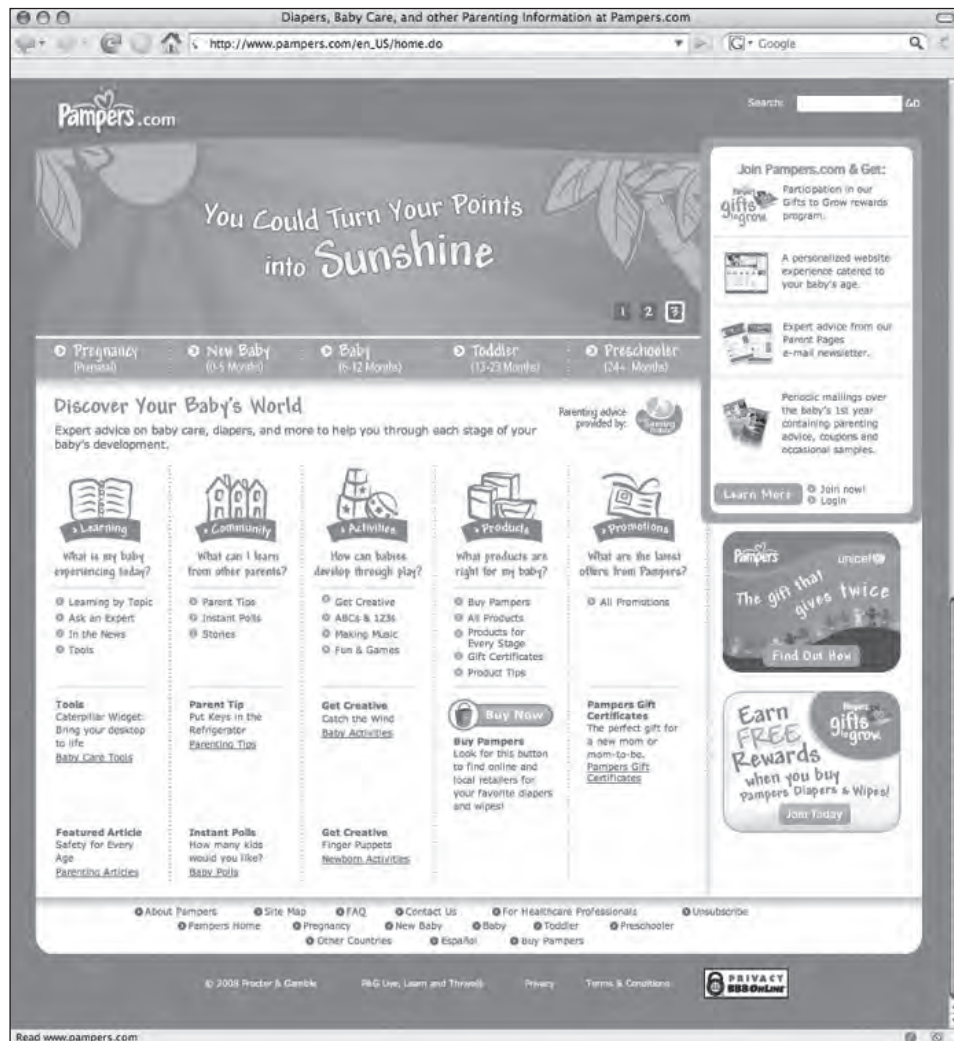 Diapers, Baby Care, and other Parenting Information at Pampers.com
http://www.pampers.com/en_US/home.do
G Google
Pampers.com
Search: GO
You Could Turn Your Points
into Sunshine
1 2 3
Pregnancy
(Prenatal)
New Baby
(0-5 Months)
Baby
(6-12 Months)
Toddler
(13-23 Months)
Preschooler
(24+ Months)
Discover Your Baby's World
Expert advice on baby care, diapers, and more to help you through each stage of your
baby's development.
Parenting advice
provided by:
Learning
What is my baby
experiencing today?
Learning by Topic
Ask an Expert
In the News
Tools
Community
What can I learn
from other parents?
Parent Tips
Instant Polls
Stories
Activities
How can babies
develop through play?
Get Creative
ABCs & 123s
Making Music
Fun & Games
Products
What products are
right for my baby?
Buy Pampers
All Products
Products for
Every Stage
Gift Certificates
Product Tips
Promotions
What are the latest
offers from Pampers?
All Promotions
Tools
Caterpillar Widget:
Bring your desktop
to life
Baby Care Tools
Parent Tip
Put Keys in the
Refrigerator
Parenting Tips
Get Creative
Catch the Wind
Baby Activities
Buy Now
Buy Pampers
Look for this button
to find online and
local retailers for
your favorite diapers
and wipes!
Pampers Gift
Certificates
The perfect gift for
a new mom or
mom-to-be.
Pampers Gift
Certificates
Featured Article
Safety for Every
Age
Parenting Articles
Instant Polls
How many kids
would you like?
Baby Polls
Get Creative
Finger Puppets
Newborn Activities
Join Pampers.com & Get:
gifts to grow
Participation in our
Gifts to Grow rewards
program.
A personalized website
experience catered to
your baby's age.
Expert advice from our
Parent Pages
e-mail newsletter.
Periodic mailings over
the baby's 1st year
containing parenting
advice, coupons and
occasional samples.
Learn More
Join now!
Login
Pampers unicef
The gift that
gives twice
Find Out How
Earn
FREE
Rewards
when you buy
Pampers Diapers & Wipes!
Pampers
gifts to grow
Join Today
About Pampers Site Map FAQ Contact Us For Healthcare Professionals Unsubscribe
Pampers Home Pregnancy New Baby Baby Toddler Preschooler
Other Countries Español Buy Pampers
© 2008 Procter & Gamble P&G Live, Learn and Thrive® Privacy Terms & Conditions
PRIVACY
BBBONLINE
Read www.pampers.com